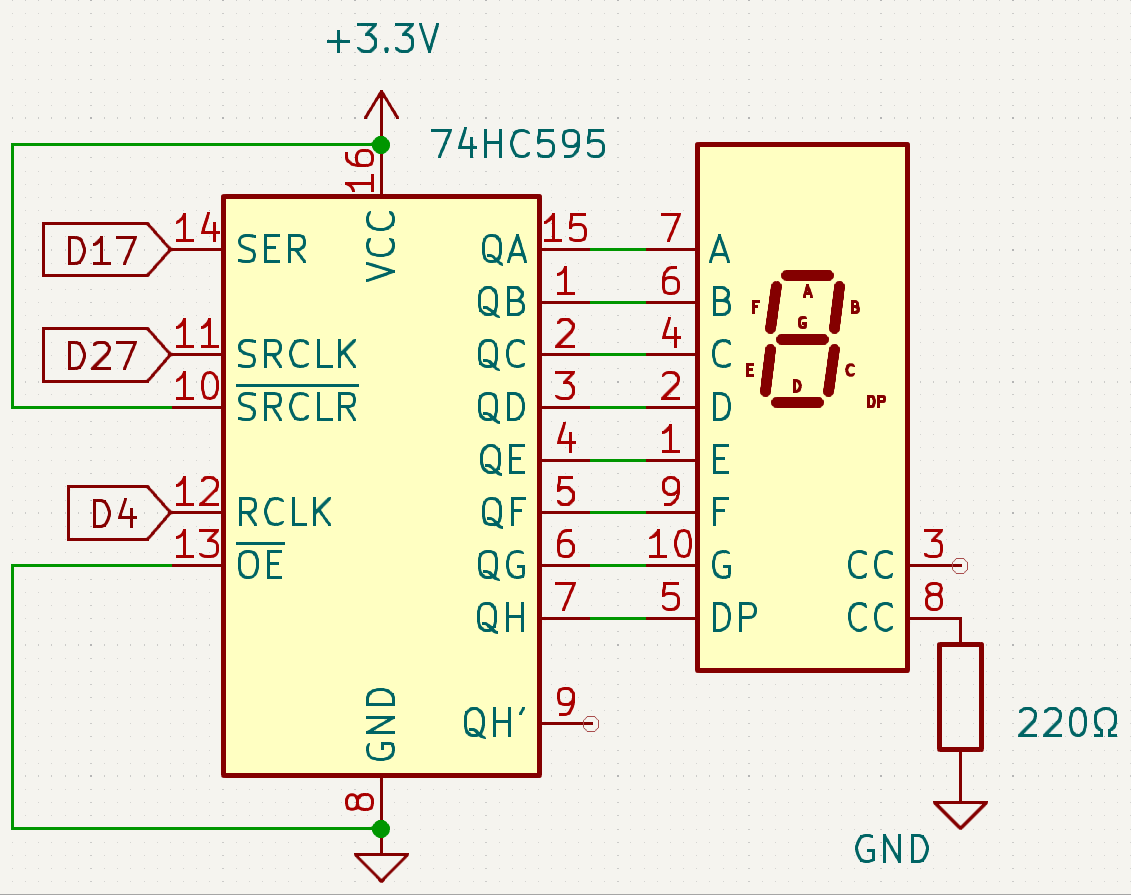 +3.3V
74HC595
16
VCC
D17
14
SER
D27
11
SRCLK
10
SRCLR
D4
12
RCLK
13
OE
GND
8
QA
15
7
A
QB
1
6
B
QC
2
4
C
QD
3
2
D
QE
4
1
E
QF
5
9
F
QG
6
10
G
QH
7
5
DP
QH′
9
A
F
B
G
E
C
D
DP
CC
3
CC
8
220Ω
GND